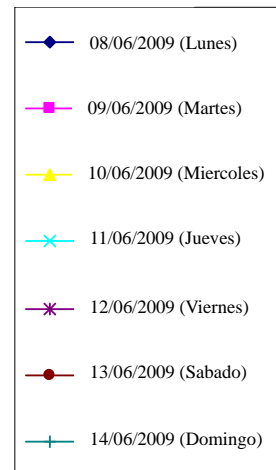 08/06/2009 (Lunes)
09/06/2009 (Martes)
10/06/2009 (Miercoles)
11/06/2009 (Jueves)
12/06/2009 (Viernes)
13/06/2009 (Sabado)
14/06/2009 (Domingo)